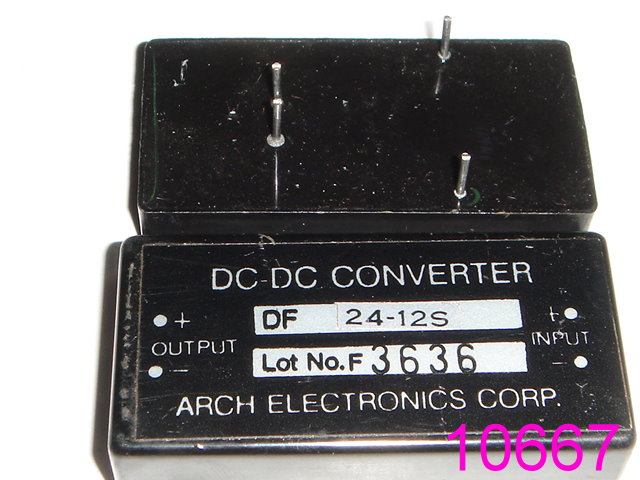 DC-DC CONVERTER
DF 24-12S
+ +
OUTPUT INPUT
Lot No.F 3636
- -
ARCH ELECTRONICS CORP.
10667